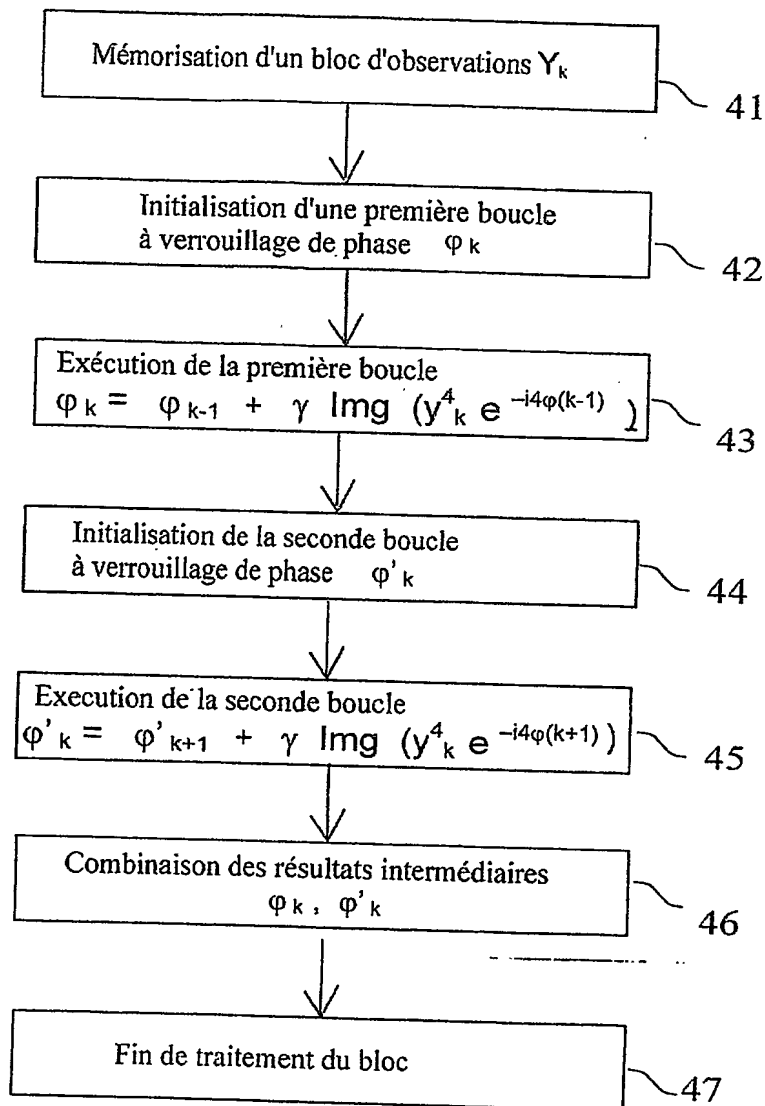 Mémorisation d'un bloc d'observations Yk
41
Initialisation d'une première boucle
à verrouillage de phase φk
42
Exécution de la première boucle
φk = φk-1 + γ Img (y⁴k e -i4φ(k-1) )
43
Initialisation de la seconde boucle
à verrouillage de phase φ'k
44
Execution de la seconde boucle
φ'k = φ'k+1 + γ Img (y⁴k e -i4φ(k+1) )
45
Combinaison des résultats intermédiaires
φk , φ'k
46
Fin de traitement du bloc
47